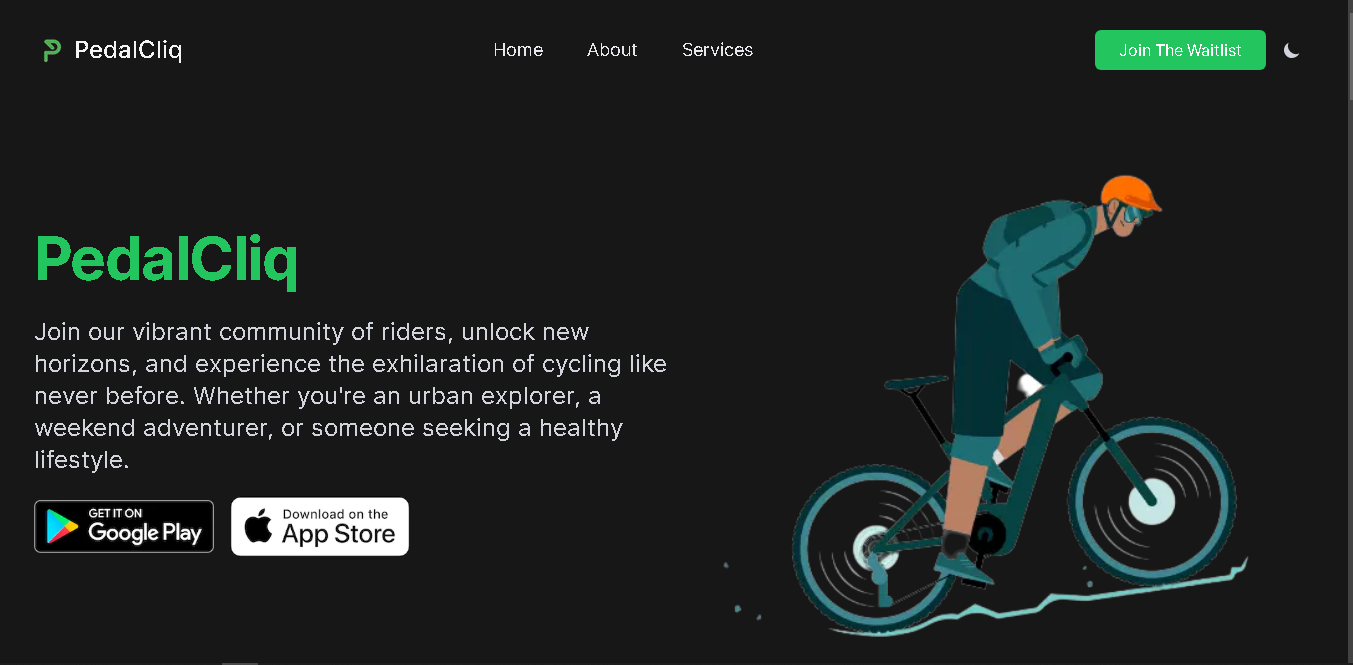 PedalCliq
Home
About
Services
Join The Waitlist
PedalCliq
Join our vibrant community of riders, unlock new
horizons, and experience the exhilaration of cycling like
never before. Whether you're an urban explorer, a
weekend adventurer, or someone seeking a healthy
lifestyle.
GET IT ON
Google Play
Download on the
App Store